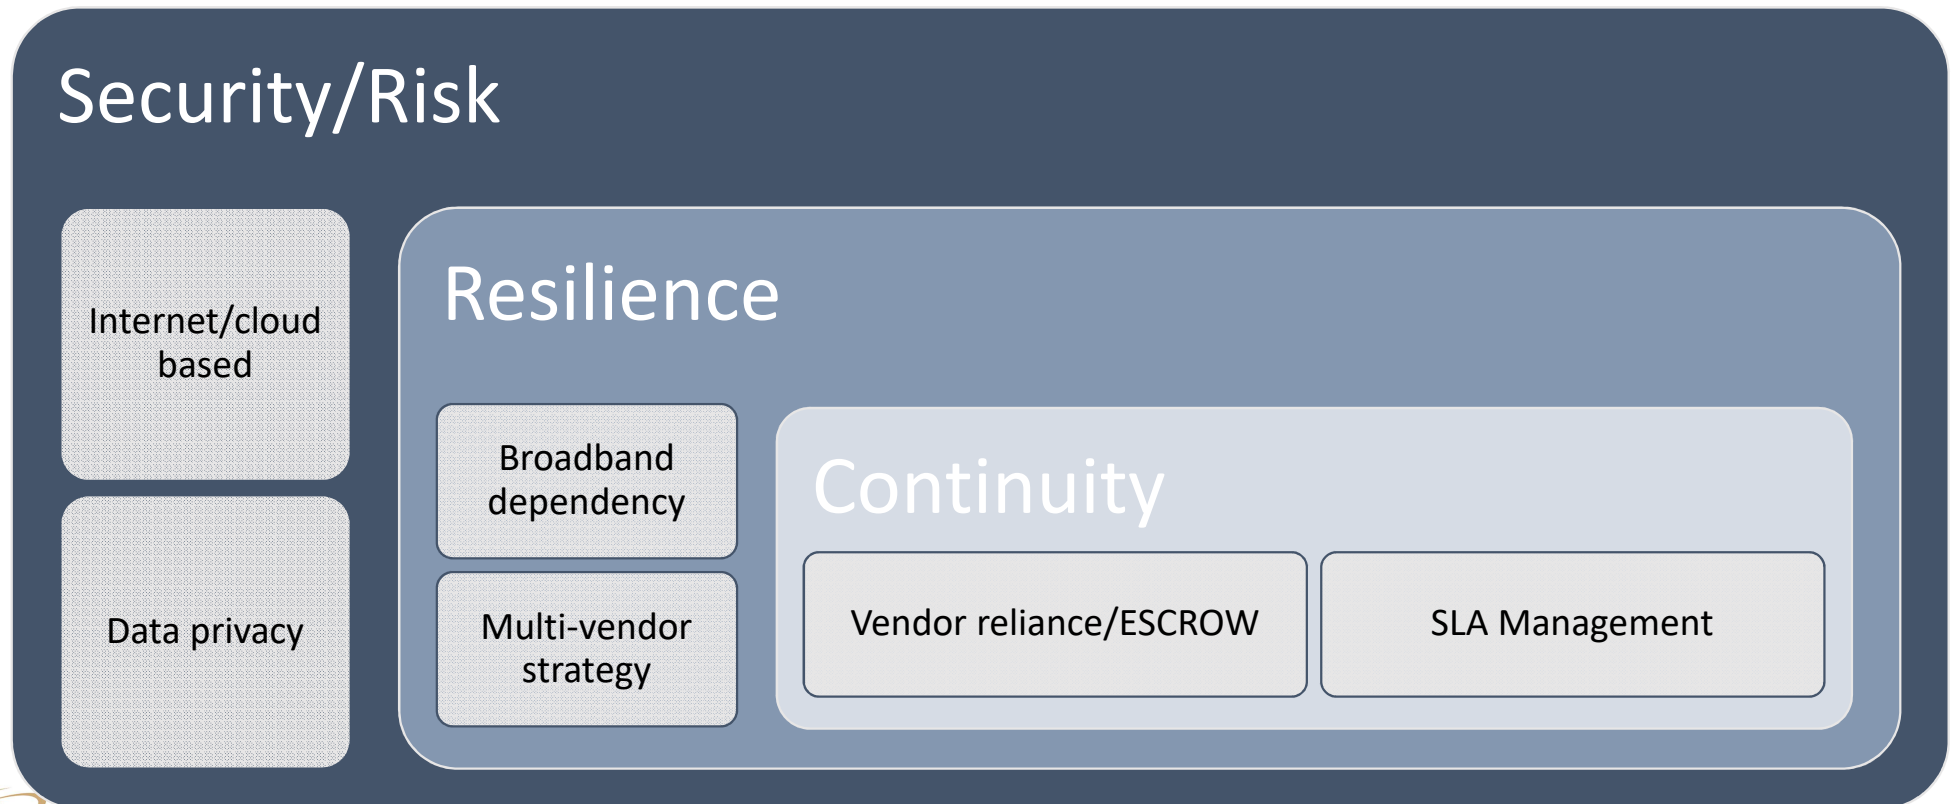 Security/Risk
Internet/cloud
based
Data privacy
Resilience
Broadband
dependency
Multi-vendor
strategy
Continuity
Vendor reliance/ESCROW
SLA Management